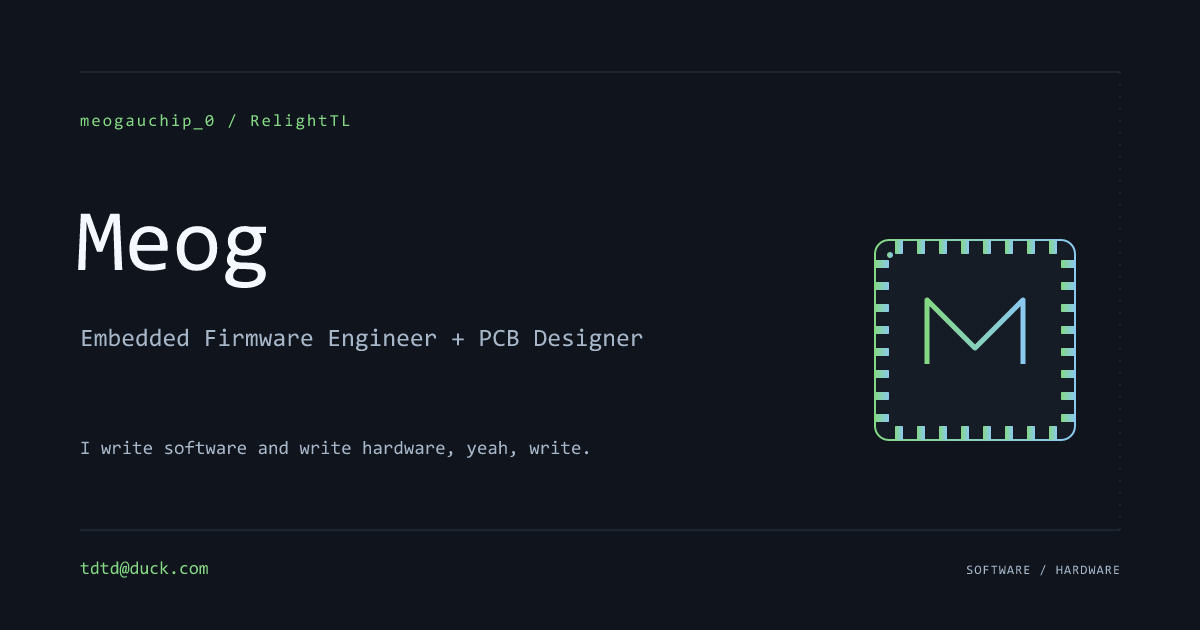 meogauchip_0 / RelightTL
Meog
Embedded Firmware Engineer + PCB Designer
M
I write software and write hardware, yeah, write.
tdtd@duck.com
SOFTWARE / HARDWARE